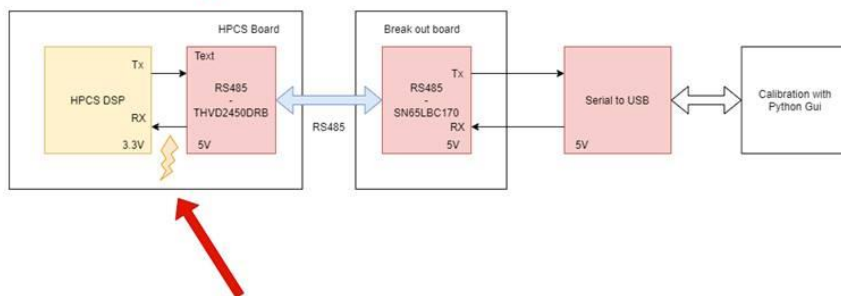 HPCS Board
Break out board
Tx
HPCS DSP
RX
3.3V
Text
RS485
-
THVD2450DRB
5V
RS485
Tx
RS485
-
SN65LBC170
RX
5V
Serial to USB
5V
Calibration with
Python Gui